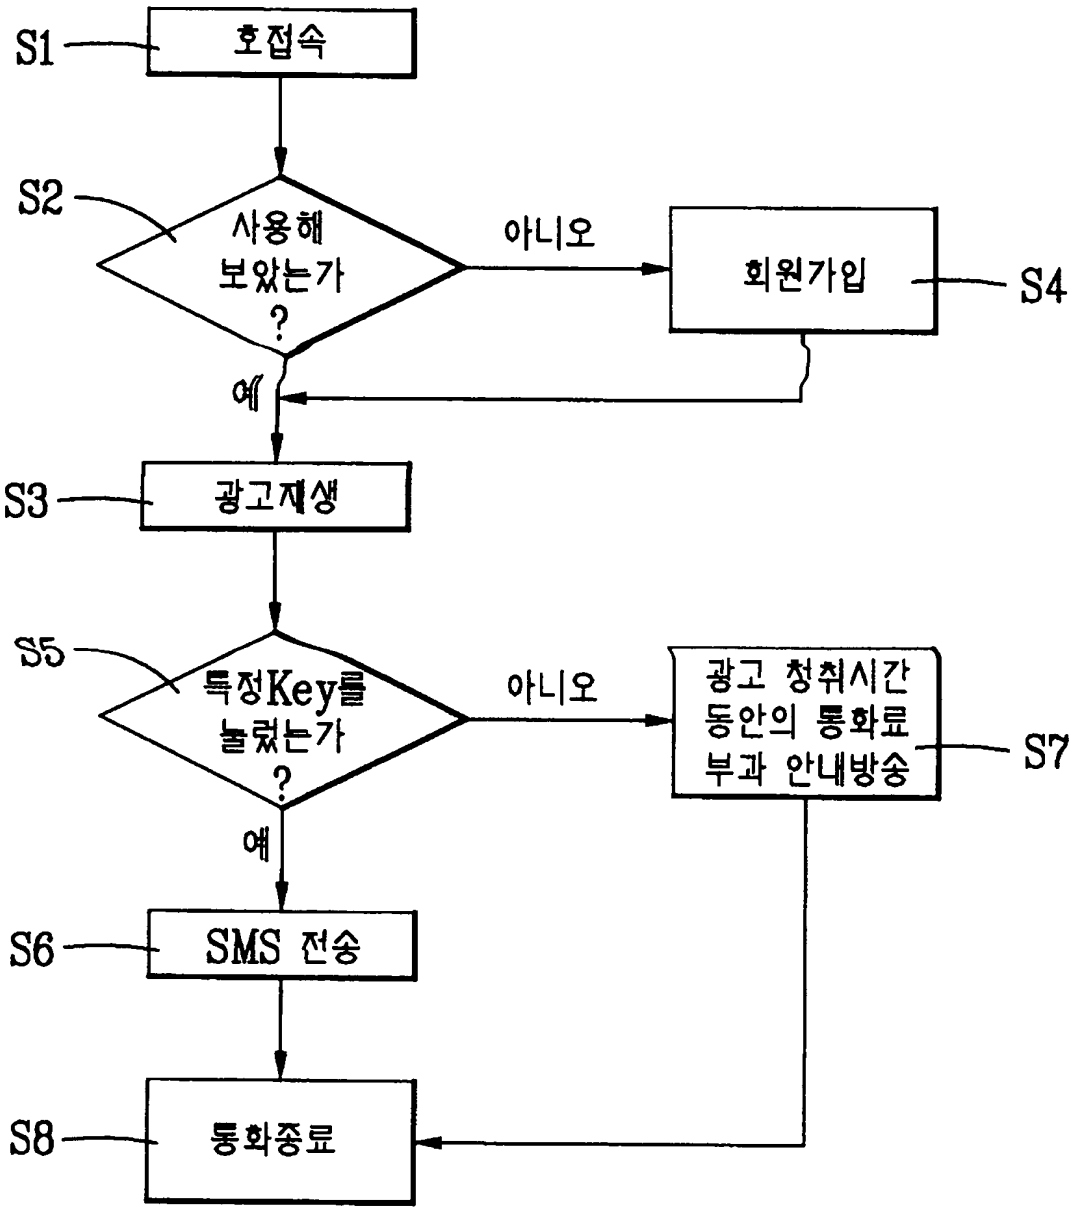 S1
호접속
S2
사용해
보았는가
?
아니오
회원가입
S4
예
S3
광고재생
S5
특정Key를
눌렀는가
?
아니오
광고 청취시간
동안의 통화료
부과 안내방송
S7
예
S6
SMS 전송
S8
통화종료